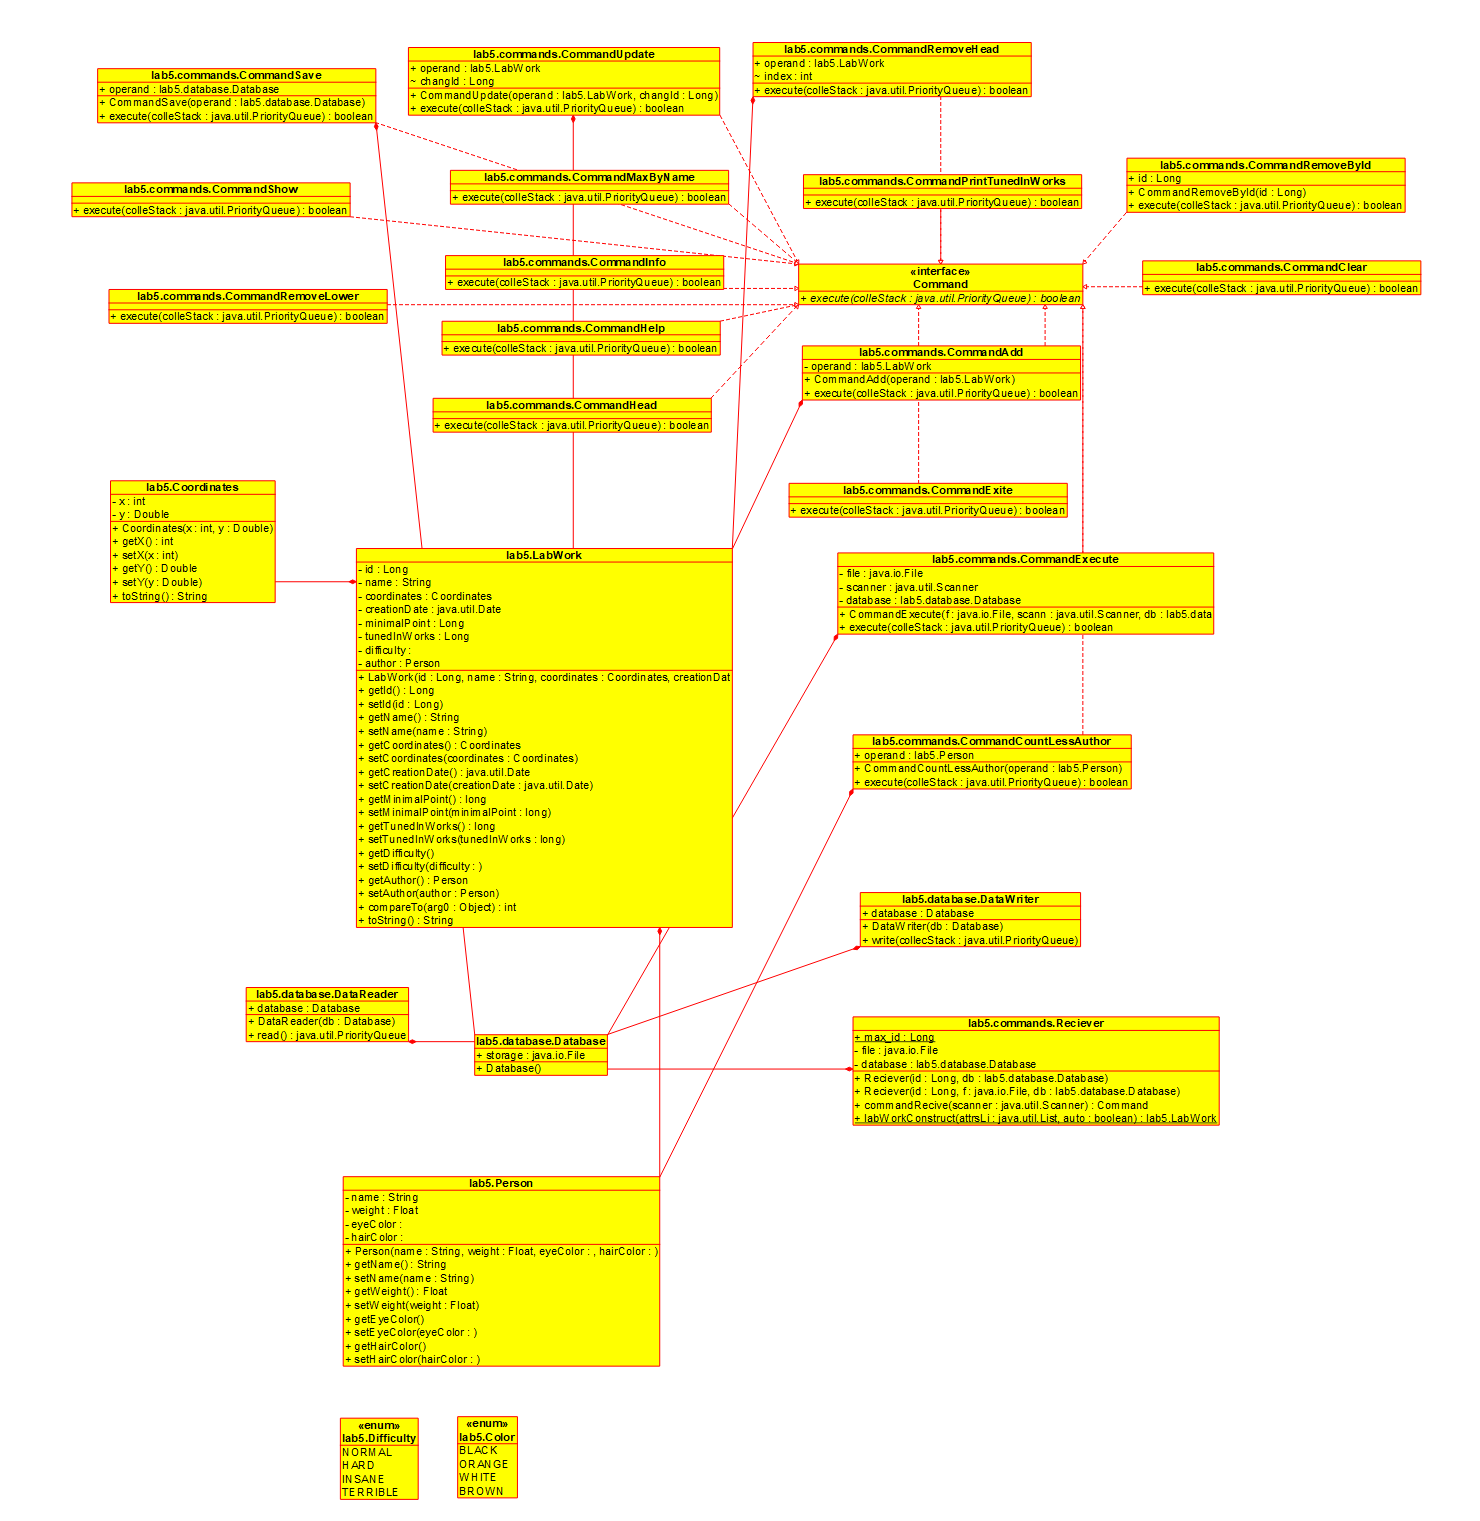 lab5.commands.CommandSave
+ operand : lab5.database.Database
+ CommandSave(operand : lab5.database.Database)
+ execute(colleStack : java.util.PriorityQueue) : boolean
lab5.commands.CommandUpdate
+ operand : lab5.LabWork
~ changId : Long
+ CommandUpdate(operand : lab5.LabWork, changId : Long)
+ execute(colleStack : java.util.PriorityQueue) : boolean
lab5.commands.CommandRemoveHead
+ operand : lab5.LabWork
~ index : int
+ execute(colleStack : java.util.PriorityQueue) : boolean
lab5.commands.CommandShow
+ execute(colleStack : java.util.PriorityQueue) : boolean
lab5.commands.CommandMaxByName
+ execute(colleStack : java.util.PriorityQueue) : boolean
lab5.commands.CommandPrintTunedInWorks
+ execute(colleStack : java.util.PriorityQueue) : boolean
lab5.commands.CommandRemoveById
+ id : Long
+ CommandRemoveById(id : Long)
+ execute(colleStack : java.util.PriorityQueue) : boolean
lab5.commands.CommandInfo
+ execute(colleStack : java.util.PriorityQueue) : boolean
«interface»
Command
+ execute(colleStack : java.util.PriorityQueue) : boolean
lab5.commands.CommandClear
+ execute(colleStack : java.util.PriorityQueue) : boolean
lab5.commands.CommandRemoveLower
+ execute(colleStack : java.util.PriorityQueue) : boolean
lab5.commands.CommandHelp
+ execute(colleStack : java.util.PriorityQueue) : boolean
lab5.commands.CommandAdd
- operand : lab5.LabWork
+ CommandAdd(operand : lab5.LabWork)
+ execute(colleStack : java.util.PriorityQueue) : boolean
lab5.commands.CommandHead
+ execute(colleStack : java.util.PriorityQueue) : boolean
lab5.commands.CommandExite
+ execute(colleStack : java.util.PriorityQueue) : boolean
lab5.Coordinates
- x : int
- y : Double
+ Coordinates(x : int, y : Double)
+ getX() : int
+ setX(x : int)
+ getY() : Double
+ setY(y : Double)
+ toString() : String
lab5.LabWork
- id : Long
- name : String
- coordinates : Coordinates
- creationDate : java.util.Date
- minimalPoint : Long
- tunedInWorks : Long
- difficulty :
- author : Person
+ LabWork(id : Long, name : String, coordinates : Coordinates, creationDat
+ getId() : Long
+ setId(id : Long)
+ getName() : String
+ setName(name : String)
+ getCoordinates() : Coordinates
+ setCoordinates(coordinates : Coordinates)
+ getCreationDate() : java.util.Date
+ setCreationDate(creationDate : java.util.Date)
+ getMinimalPoint() : long
+ setMinimalPoint(minimalPoint : long)
+ getTunedInWorks() : long
+ setTunedInWorks(tunedInWorks : long)
+ getDifficulty()
+ setDifficulty(difficulty : )
+ getAuthor() : Person
+ setAuthor(author : Person)
+ compareTo(arg0 : Object) : int
+ toString() : String
lab5.commands.CommandExecute
- file : java.io.File
- scanner : java.util.Scanner
- database : lab5.database.Database
+ CommandExecute(f : java.io.File, scann : java.util.Scanner, db : lab5.data
+ execute(colleStack : java.util.PriorityQueue) : boolean
lab5.commands.CommandCountLessAuthor
+ operand : lab5.Person
+ CommandCountLessAuthor(operand : lab5.Person)
+ execute(colleStack : java.util.PriorityQueue) : boolean
lab5.database.DataWriter
+ database : Database
+ DataWriter(db : Database)
+ write(collecStack : java.util.PriorityQueue)
lab5.database.DataReader
+ database : Database
+ DataReader(db : Database)
+ read() : java.util.PriorityQueue
lab5.database.Database
+ storage : java.io.File
+ Database()
lab5.commands.Reciever
+ max_id : Long
- file : java.io.File
- database : lab5.database.Database
+ Reciever(id : Long, db : lab5.database.Database)
+ Reciever(id : Long, f : java.io.File, db : lab5.database.Database)
+ commandRecive(scanner : java.util.Scanner) : Command
+ labWorkConstruct(attrsLi : java.util.List, auto : boolean) : lab5.LabWork
lab5.Person
- name : String
- weight : Float
- eyeColor :
- hairColor :
+ Person(name : String, weight : Float, eyeColor : , hairColor : )
+ getName() : String
+ setName(name : String)
+ getWeight() : Float
+ setWeight(weight : Float)
+ getEyeColor()
+ setEyeColor(eyeColor : )
+ getHairColor()
+ setHairColor(hairColor : )
«enum»
lab5.Difficulty
NORMAL
HARD
INSANE
TERRIBLE
«enum»
lab5.Color
BLACK
ORANGE
WHITE
BROWN